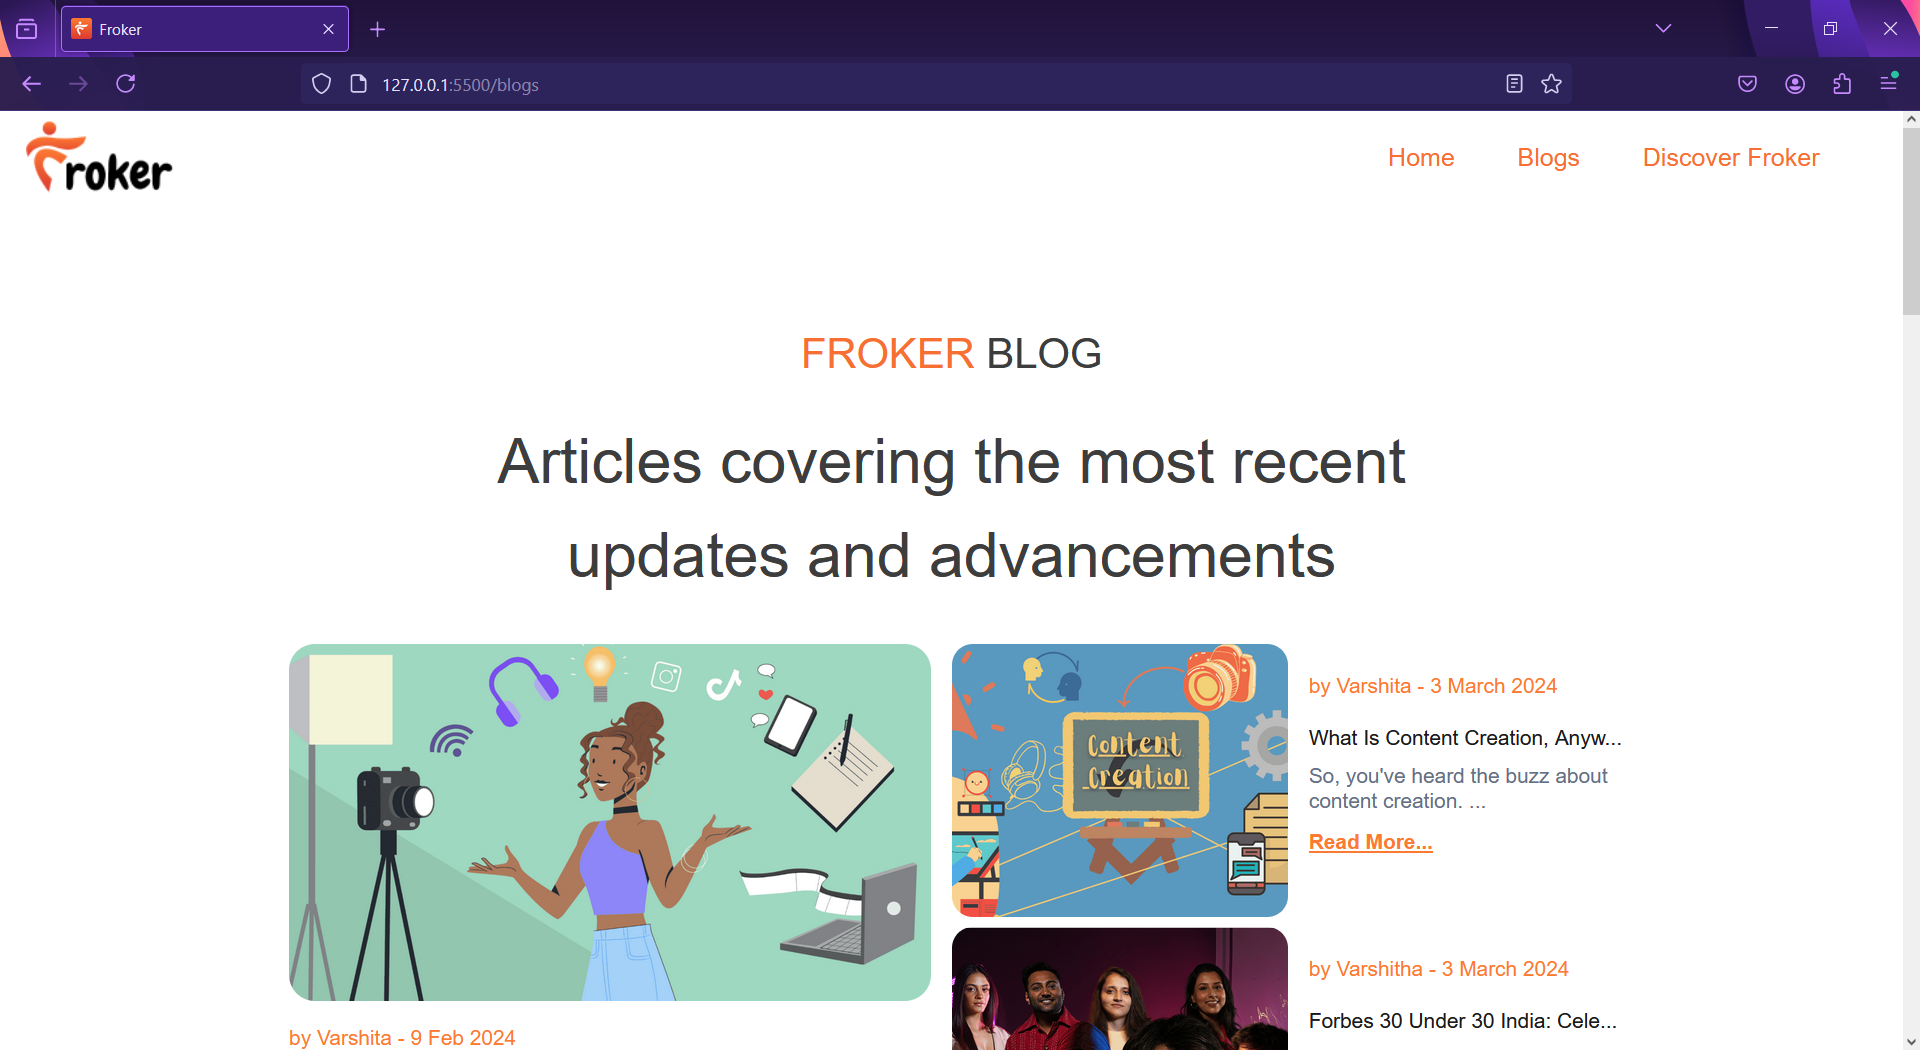 Froker
127.0.0.1:5500/blogs
Froker
Home
Blogs
Discover Froker
FROKER BLOG
Articles covering the most recent
updates and advancements
Content
Creation
by Varshita - 3 March 2024
What Is Content Creation, Anyw...
So, you've heard the buzz about
content creation. ...
Read More...
by Varshitha - 3 March 2024
Forbes 30 Under 30 India: Cele...
by Varshita - 9 Feb 2024